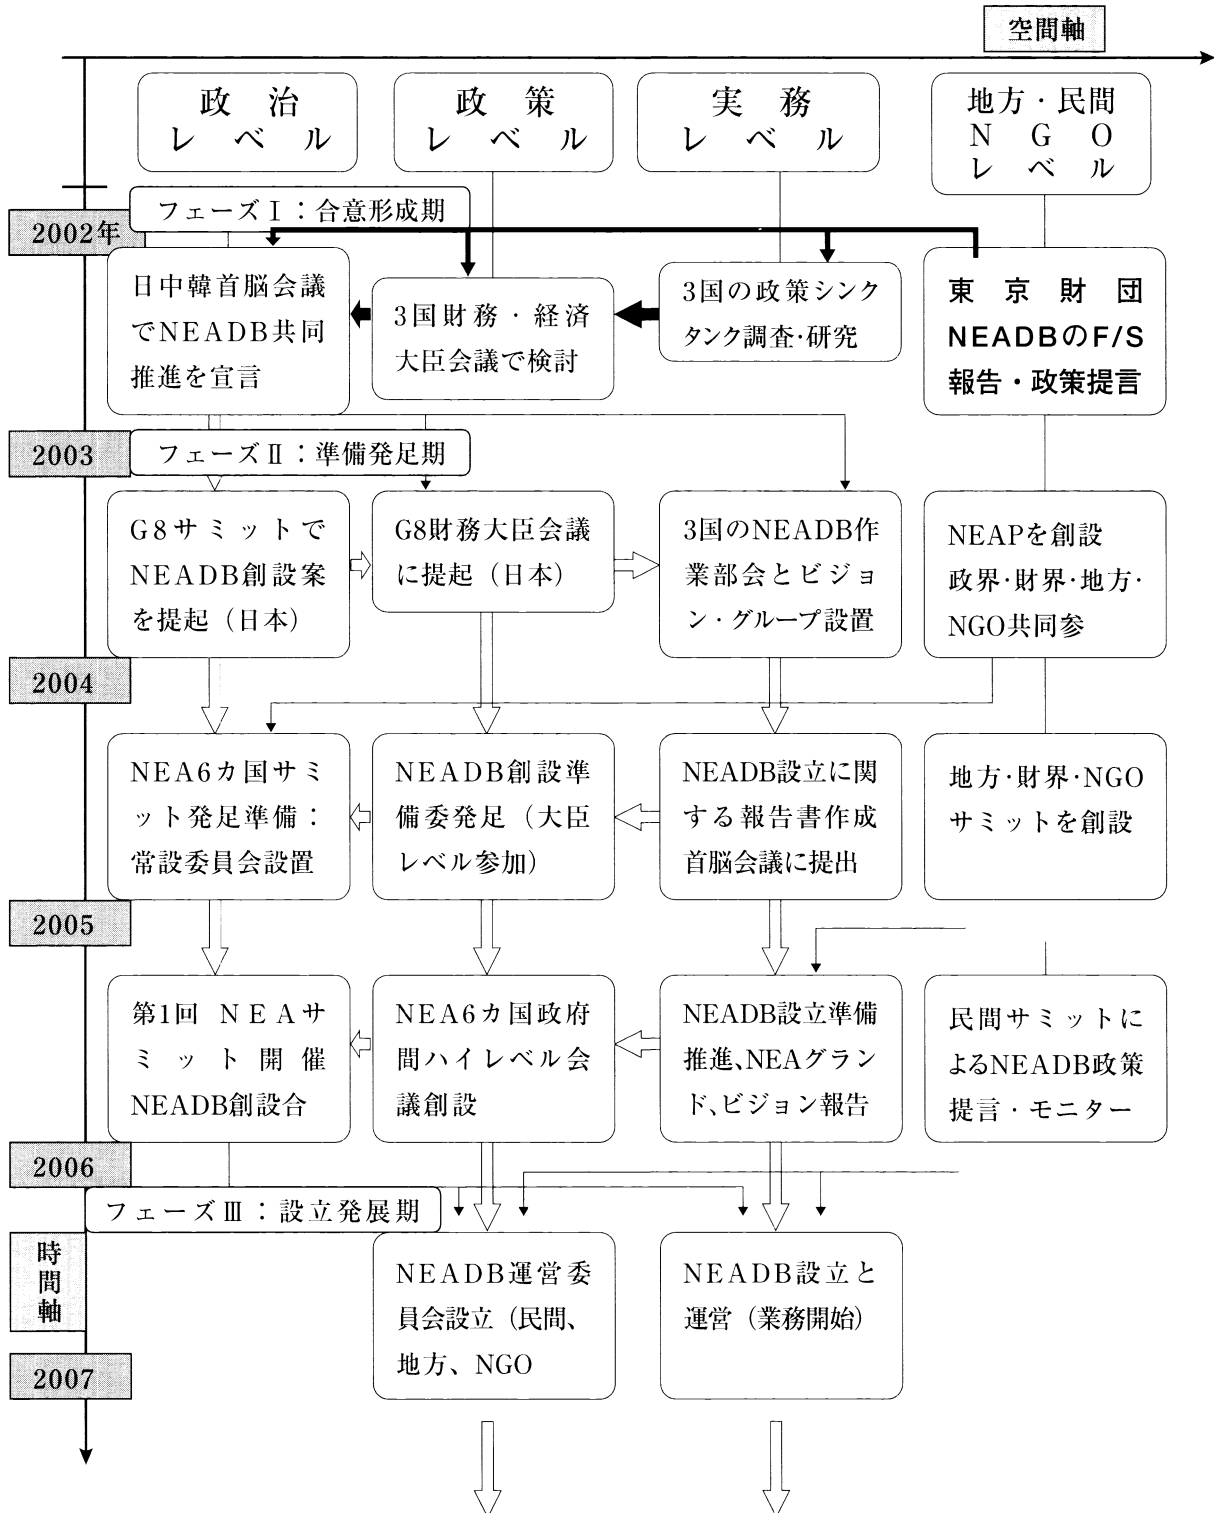 空間軸
政治
レベル
政策
レベル
実務
レベル
地方・民間
NGO
レベル
フェーズⅠ：合意形成期
2002年
日中韓首脳会議
でNEADB共同
推進を宣言
3国財務・経済
大臣会議で検討
3国の政策シンク
タンク調査・研究
東京財団
NEADBのF/S
報告・政策提言
2003
フェーズⅡ：準備発足期
G8サミットで
NEADB創設案
を提起（日本）
G8財務大臣会議
に提起（日本）
3国のNEADB作
業部会とビジョ
ン・グループ設置
NEAPを創設
政界・財界・地方・
NGO共同参
2004
NEA6カ国サミ
ット発足準備：
常設委員会設置
NEADB創設準
備委発足（大臣
レベル参加）
NEADB設立に関
する報告書作成
首脳会議に提出
地方・財界・NGO
サミットを創設
2005
第1回 NEAサ
ミット開催
NEADB創設合
NEA6カ国政府
間ハイレベル会
議創設
NEADB設立準備
推進、NEAグラン
ド、ビジョン報告
民間サミットに
よるNEADB政策
提言・モニター
2006
フェーズⅢ：設立発展期
時間軸
NEADB運営委
員会設立（民間、
地方、NGO
NEADB設立と
運営（業務開始）
2007